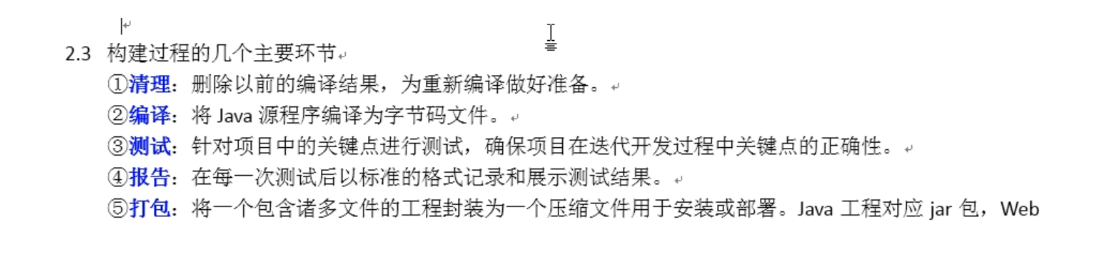 2.3 构建过程的几个主要环节
①清理：删除以前的编译结果，为重新编译做好准备。
②编译：将 Java 源程序编译为字节码文件。
③测试：针对项目中的关键点进行测试，确保项目在迭代开发过程中关键点的正确性。
④报告：在每一次测试后以标准的格式记录和展示测试结果。
⑤打包：将一个包含诸多文件的工程封装为一个压缩文件用于安装或部署。Java 工程对应 jar 包，Web